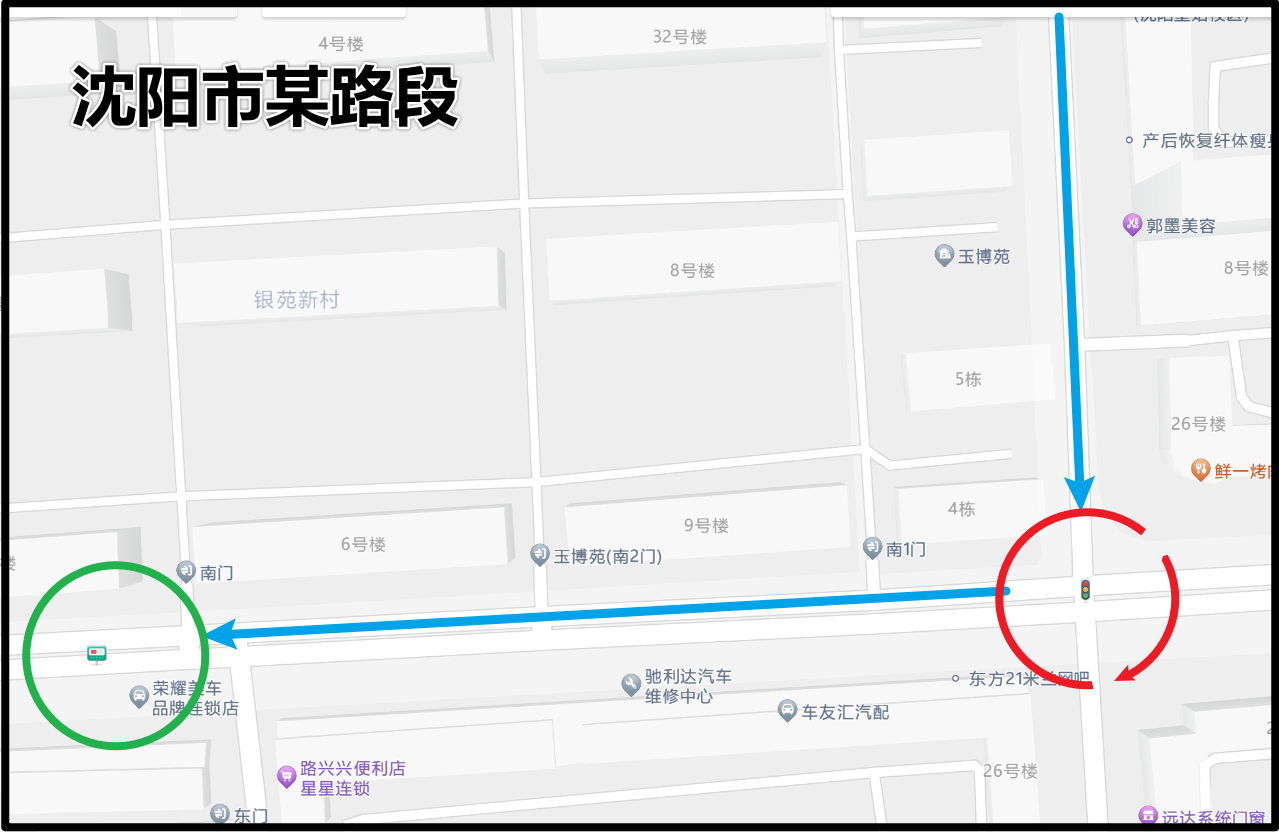 4号楼
32号楼
沈阳市某路段
产后恢复纤体瘦
郭墨美容
玉博苑
8号楼
8号楼
银苑新村
5栋
26号楼
鲜一烤
4栋
9号楼
6号楼
玉博苑(南2门)
南1门
南门
荣耀美车
品牌连锁店
驰利达汽车
维修中心
东方21米兰网吧
车友汇汽配
路兴兴便利店
星星连锁
26号楼
东门
远达系统门窗